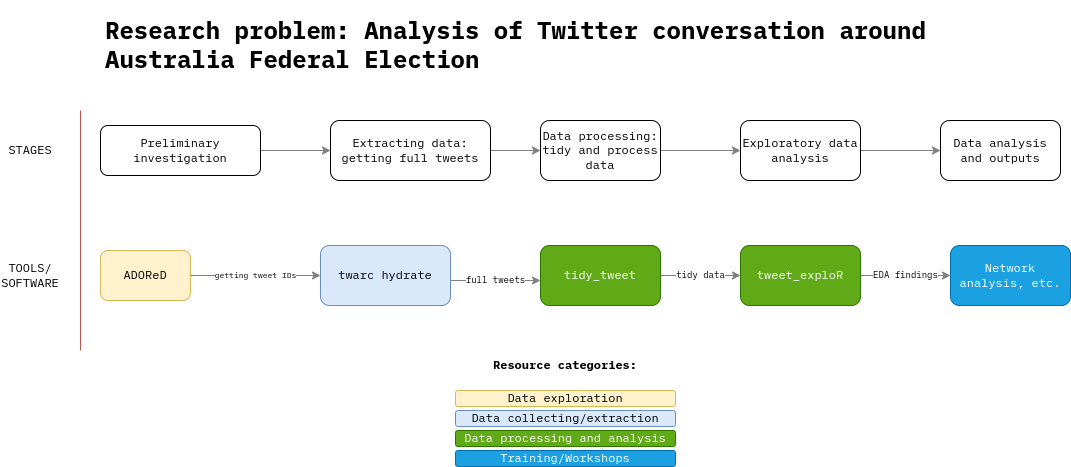 Research problem: Analysis of Twitter conversation around
Australia Federal Election
STAGES
Preliminary
investigation
Extracting data:
getting full tweets
Data processing:
tidy and process
data
Exploratory data
analysis
Data analysis
and outputs
TOOLS/
SOFTWARE
ADOReD
getting tweet IDs
twarc hydrate
full tweets
tidy_tweet
tidy data
tweet_exploR
EDA findings
Network
analysis, etc.
Resource categories:
Data exploration
Data collecting/extraction
Data processing and analysis
Training/Workshops